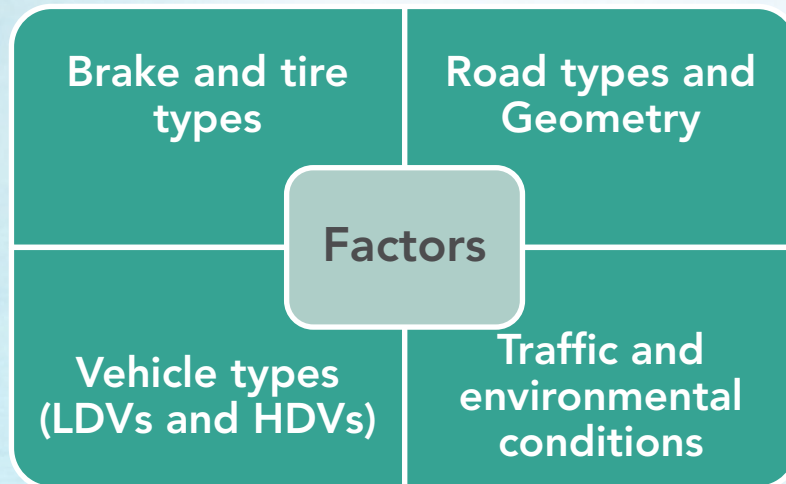 Brake and tire
types
Road types and
Geometry
Factors
Vehicle types
(LDVs and HDVs)
Traffic and
environmental
conditions